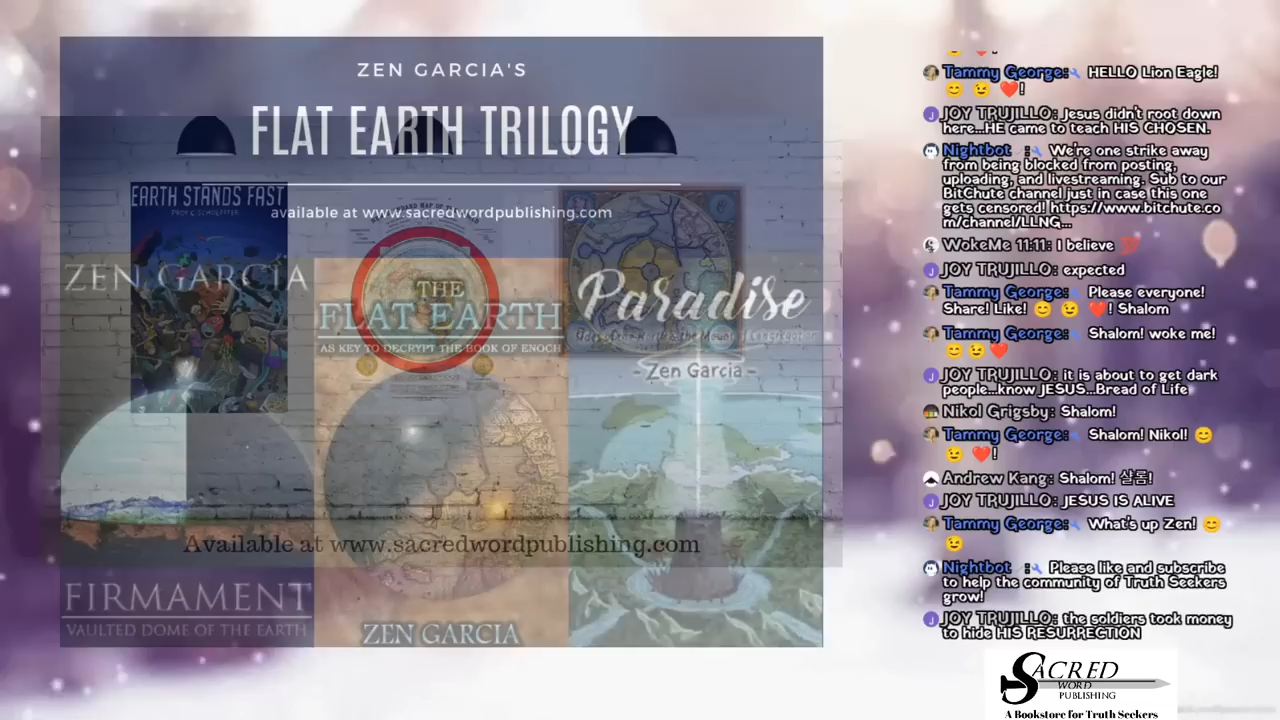 ZEN GARCIA'S
FLAT EARTH TRILOGY
available at www.sacredwordpublishing.com
EARTH STANDS FAST
PROF C. SCHOEPFFER
ZEN GARCIA
FIRMAMENT
VAULTED DOME OF THE EARTH
THE
FLAT EARTH
AS KEY TO DECRYPT THE BOOK OF ENOCH
ZEN GARCIA
Paradise
- Zen Garcia -
Available at www.sacredwordpublishing.com
Tammy George: HELLO Lion Eagle!
😊 😉 ❤️!
JOY TRUJILLO: Jesus didn't root down
here...HE came to teach HIS CHOSEN.
Nightbot : We're one strike away
from being blocked from posting,
uploading, and livestreaming. Sub to our
BitChute channel just in case this one
gets censored! https://www.bitchute.co
m/channel/LLNG...
WokeMe 11:11: I believe 💯
JOY TRUJILLO: expected
Tammy George: Please everyone!
Share! Like! 😊 😉 ❤️! Shalom
Tammy George: Shalom! woke me!
😊 😉 ❤️
JOY TRUJILLO: it is about to get dark
people...know JESUS...Bread of Life
Nikol Grigsby: Shalom!
Tammy George: Shalom! Nikol! 😊
😉 ❤️!
Andrew Kang: Shalom! 샬롬!
JOY TRUJILLO: JESUS IS ALIVE
Tammy George: What's up Zen! 😊
😉
Nightbot : Please like and subscribe
to help the community of Truth Seekers
grow!
JOY TRUJILLO: the soldiers took money
to hide HIS RESURRECTION
SACRED
WORD
PUBLISHING
A Bookstore for Truth Seekers